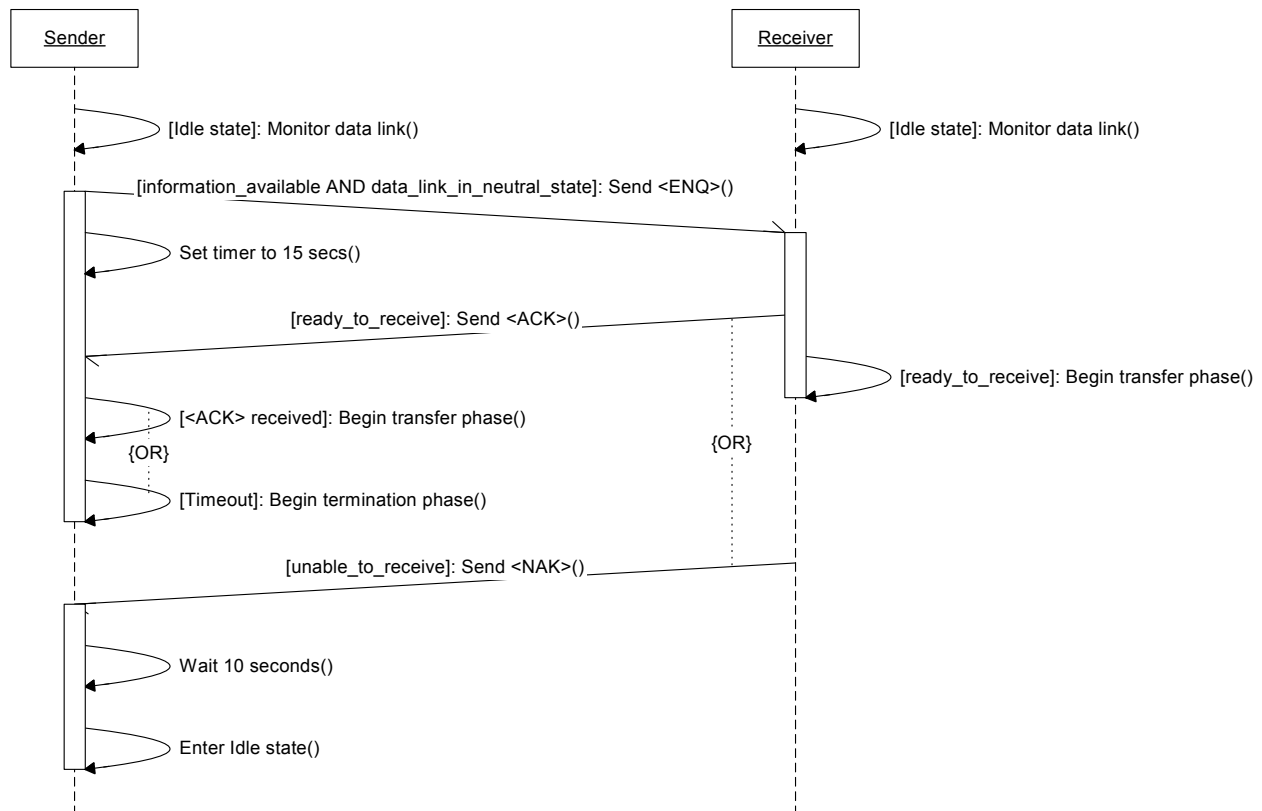 Sender
Receiver
[Idle state]: Monitor data link()
[Idle state]: Monitor data link()
[information_available AND data_link_in_neutral_state]: Send <ENQ>()
Set timer to 15 secs()
[ready_to_receive]: Send <ACK>()
[ready_to_receive]: Begin transfer phase()
[<ACK> received]: Begin transfer phase()
{OR}
{OR}
[Timeout]: Begin termination phase()
[unable_to_receive]: Send <NAK>()
Wait 10 seconds()
Enter Idle state()